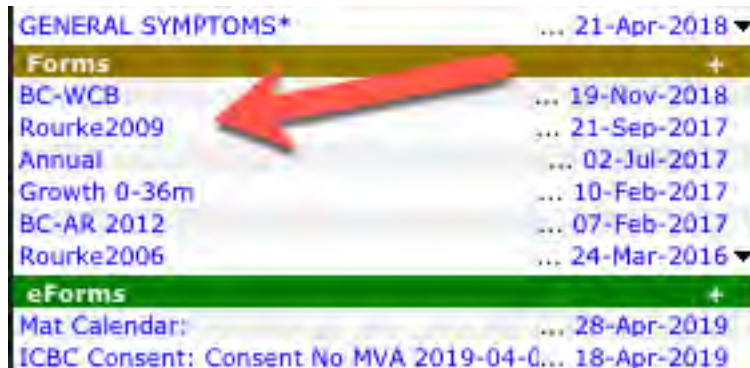 GENERAL SYMPTOMS* ... 21-Apr-2018
Forms +
BC-WCB ... 19-Nov-2018
Rourke2009 ... 21-Sep-2017
Annual ... 02-Jul-2017
Growth 0-36m ... 10-Feb-2017
BC-AR 2012 ... 07-Feb-2017
Rourke2006 ... 24-Mar-2016
eForms +
Mat Calendar: ... 28-Apr-2019
ICBC Consent: Consent No MVA 2019-04-0... 18-Apr-2019